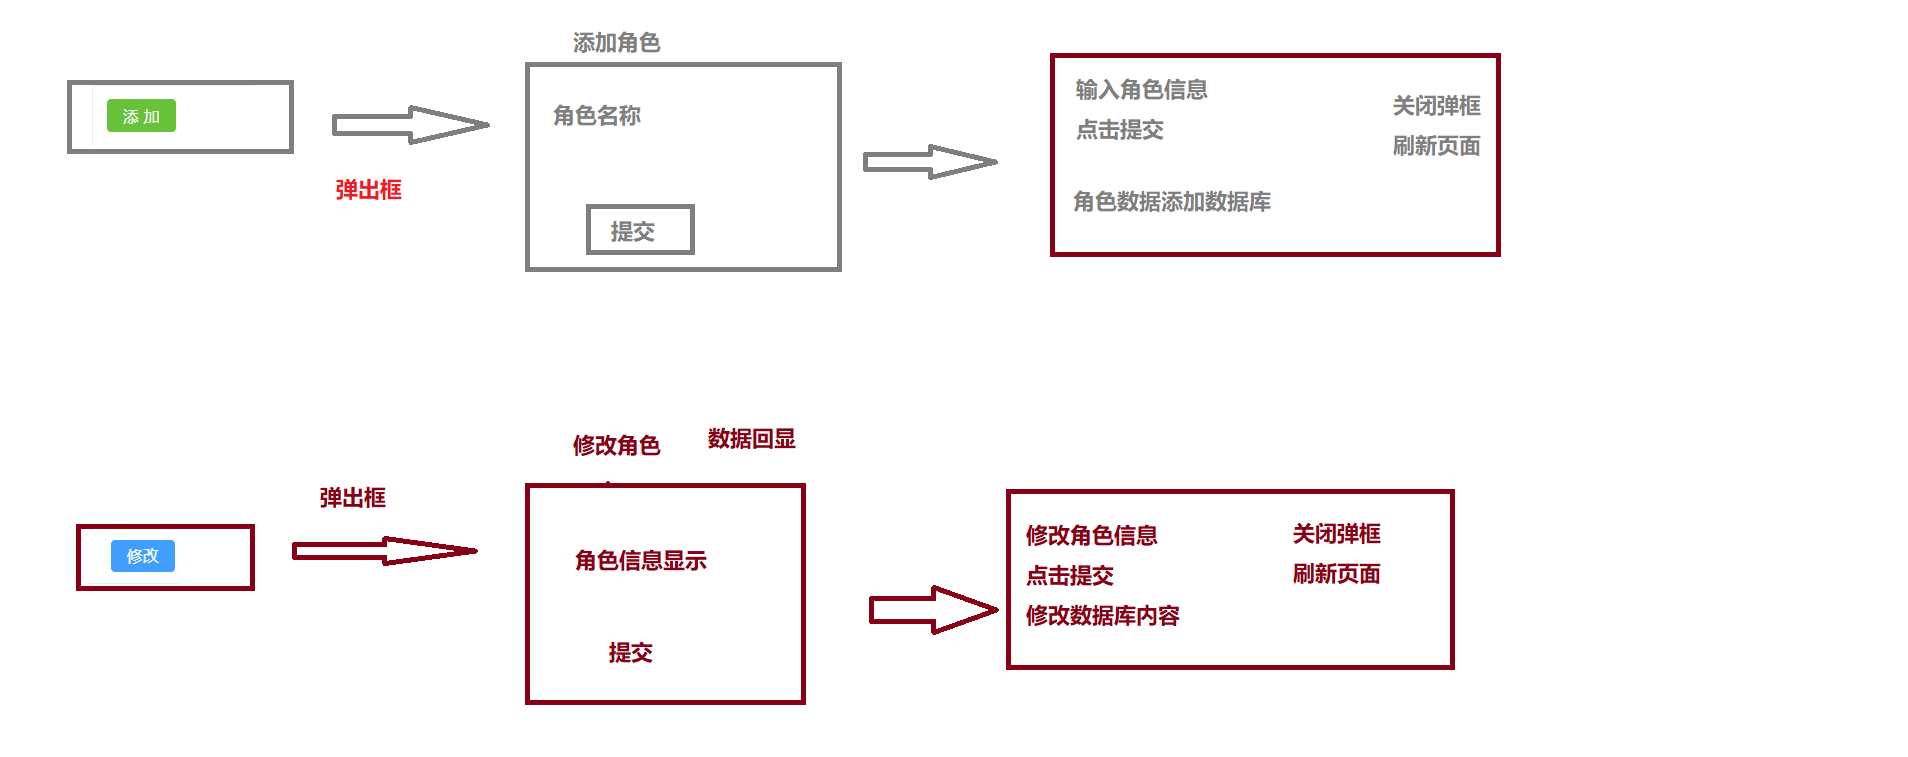 添加角色
添 加
弹出框
角色名称
提交
输入角色信息
点击提交
角色数据添加数据库
关闭弹框
刷新页面
修改角色
数据回显
弹出框
修改
角色信息显示
提交
修改角色信息
点击提交
修改数据库内容
关闭弹框
刷新页面